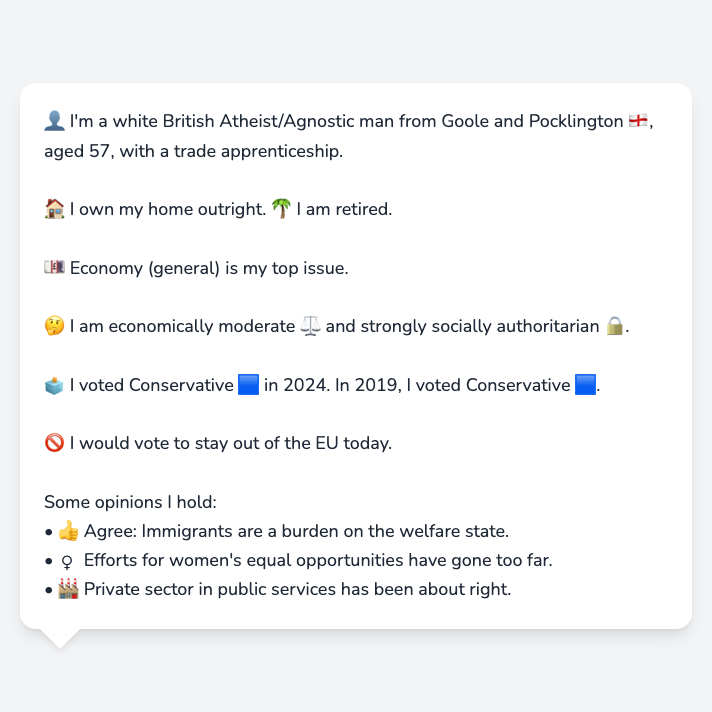 👤 I'm a white British Atheist/Agnostic man from Goole and Pocklington 🏴󠁧󠁢󠁥󠁮󠁧󠁿,
aged 57, with a trade apprenticeship.
🏠 I own my home outright. 🌴 I am retired.
💷 Economy (general) is my top issue.
🤔 I am economically moderate ⚖️ and strongly socially authoritarian 🔒.
🗳️ I voted Conservative 🟦 in 2024. In 2019, I voted Conservative 🟦.
🚫 I would vote to stay out of the EU today.
Some opinions I hold:
• 👍 Agree: Immigrants are a burden on the welfare state.
• ♀ Efforts for women's equal opportunities have gone too far.
• 🏭 Private sector in public services has been about right.